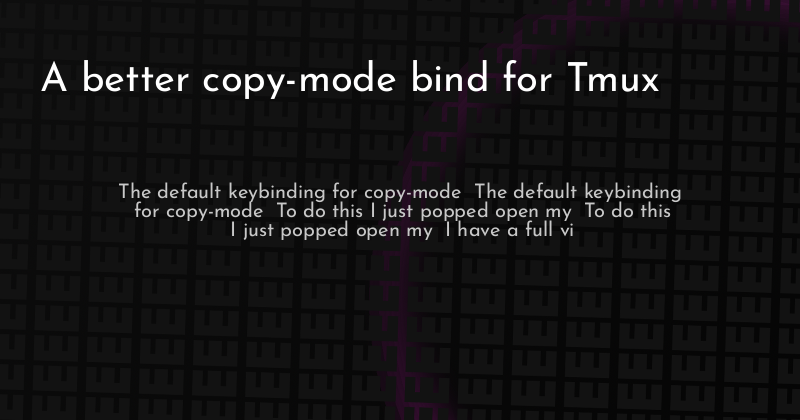 A better copy-mode bind for Tmux
The default keybinding for copy-mode  The default keybinding
for copy-mode  To do this I just popped open my  To do this
I just popped open my  I have a full vi